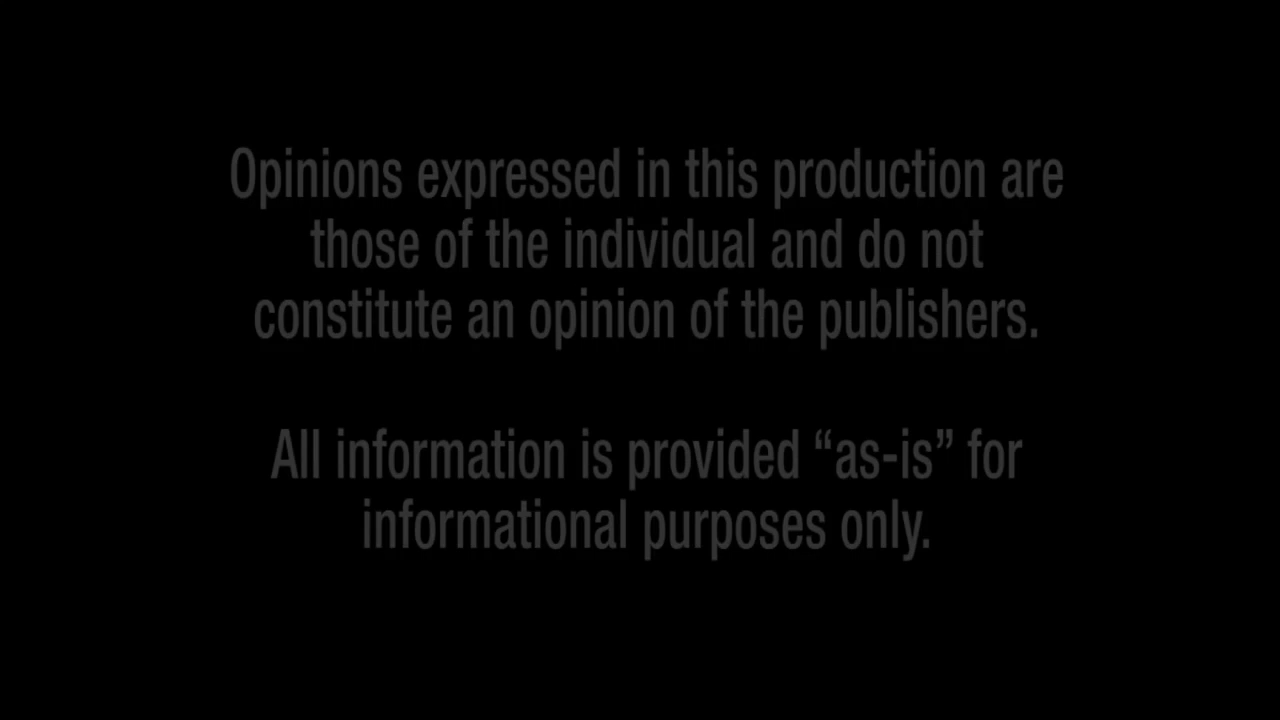 Opinions expressed in this production are
those of the individual and do not
constitute an opinion of the publishers.
All information is provided “as-is” for
informational purposes only.